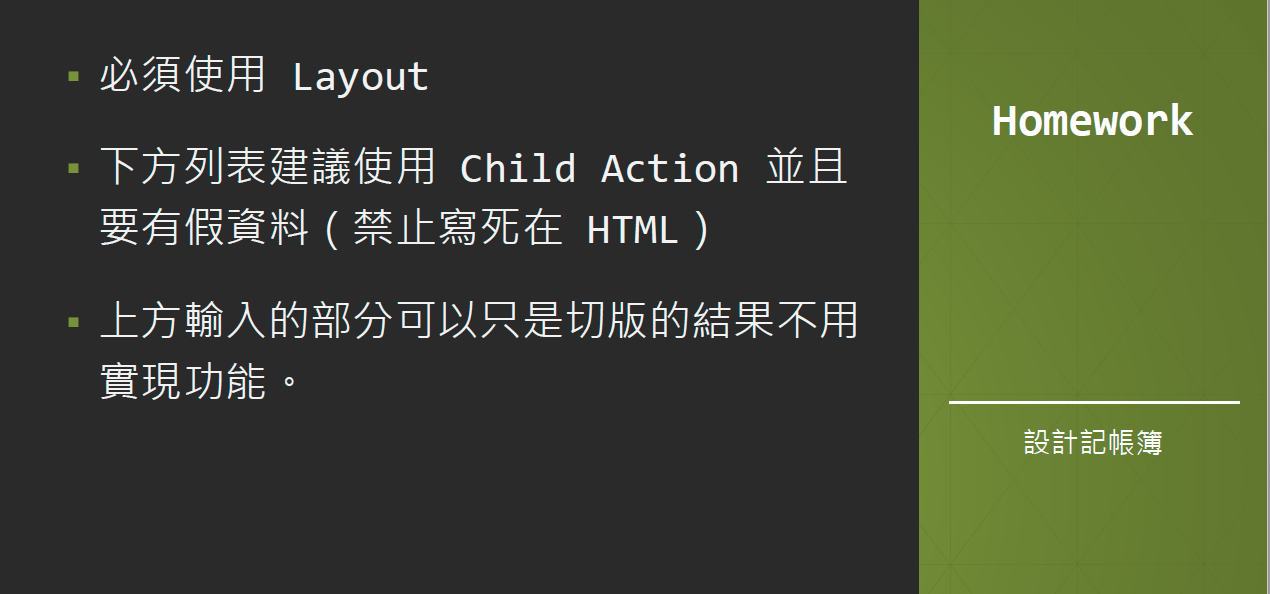 ▪ 必須使用 Layout
▪ 下方列表建議使用 Child Action 並且
要有假資料(禁止寫死在 HTML)
▪ 上方輸入的部分可以只是切版的結果不用
實現功能。
Homework
設計記帳簿